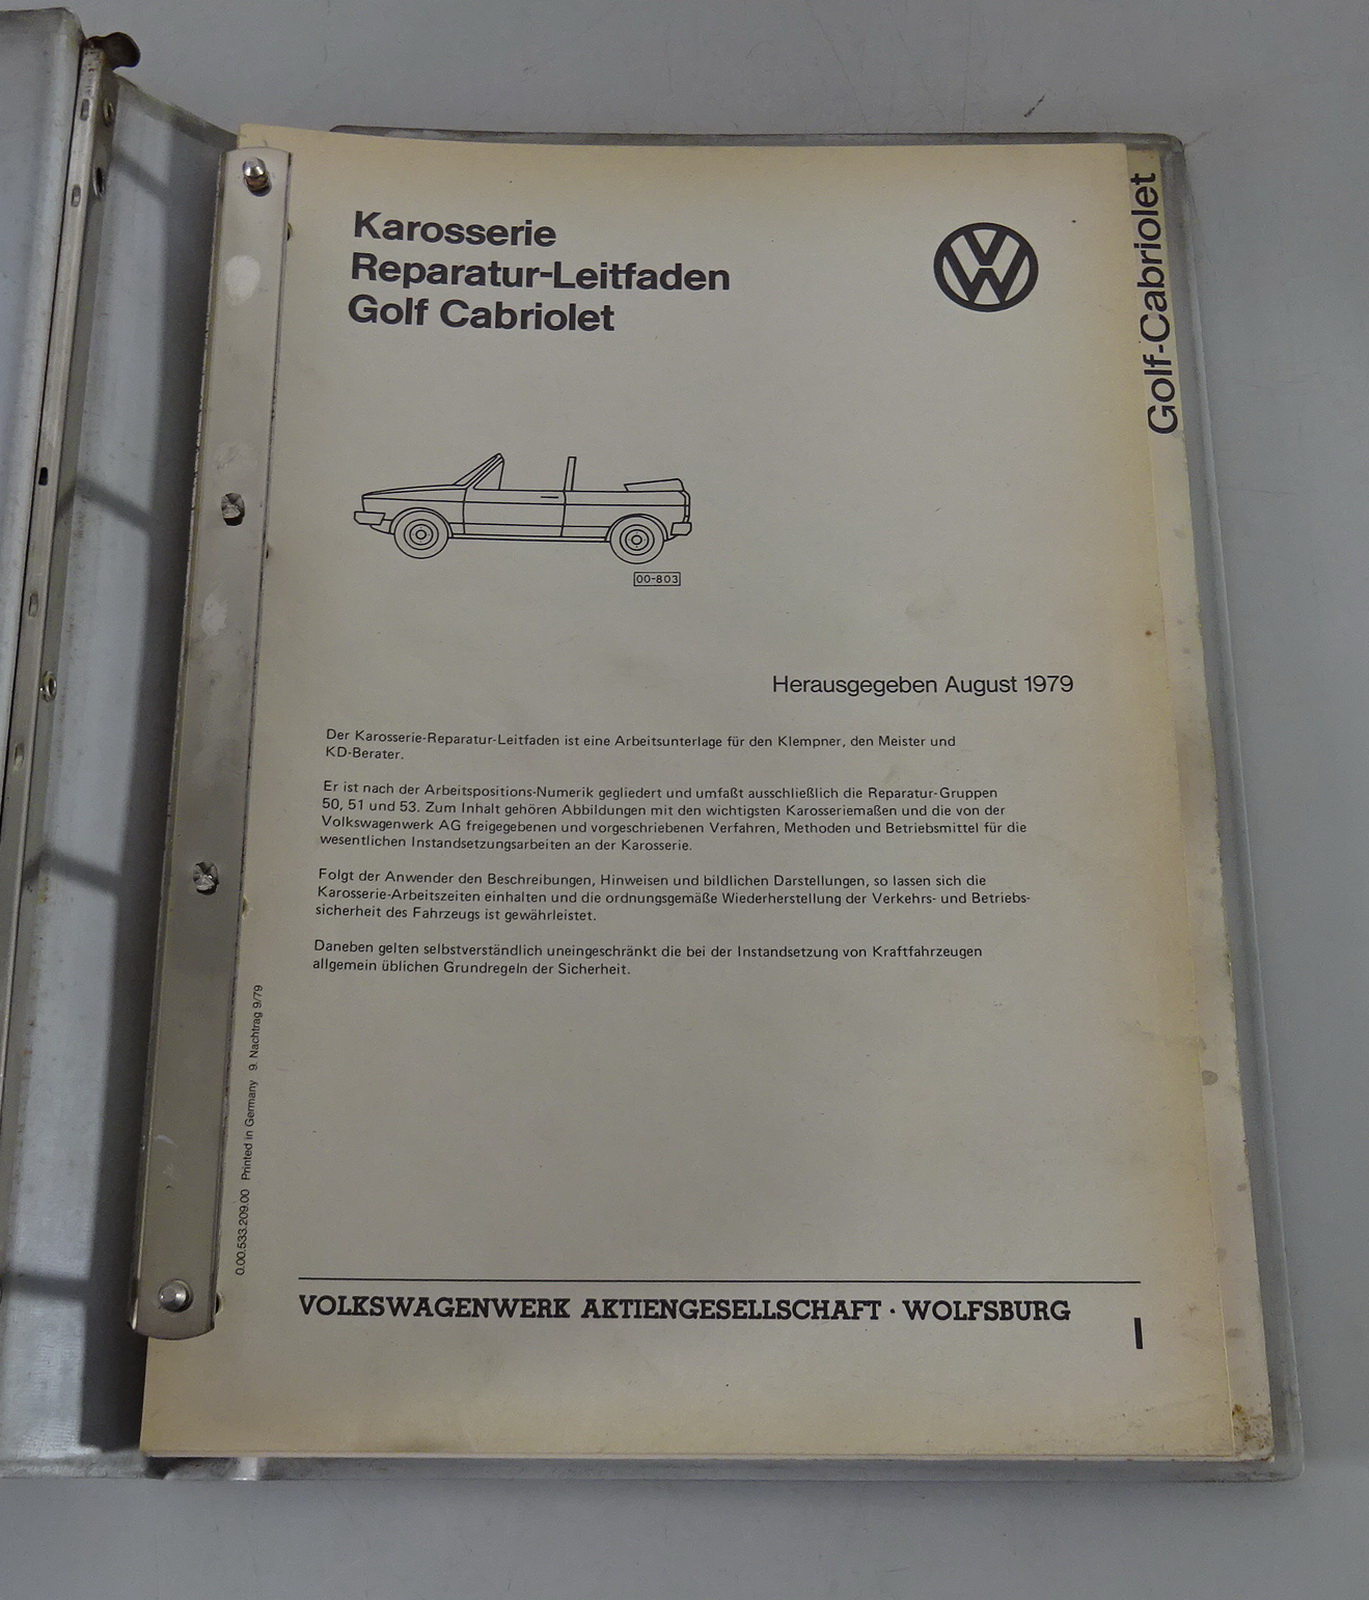 Karosserie
Reparatur-Leitfaden
Golf Cabriolet
VW
Golf-Cabriolet
00-803
Herausgegeben August 1979
Der Karosserie-Reparatur-Leitfaden ist eine Arbeitsunterlage für den Klempner, den Meister und
KD-Berater.
Er ist nach der Arbeitspositions-Numerik gegliedert und umfaßt ausschließlich die Reparatur-Gruppen
50, 51 und 53. Zum Inhalt gehören Abbildungen mit den wichtigsten Karosseriemaßen und die von der
Volkswagenwerk AG freigegebenen und vorgeschriebenen Verfahren, Methoden und Betriebsmittel für die
wesentlichen Instandsetzungsarbeiten an der Karosserie.
Folgt der Anwender den Beschreibungen, Hinweisen und bildlichen Darstellungen, so lassen sich die
Karosserie-Arbeitszeiten einhalten und die ordnungsgemäße Wiederherstellung der Verkehrs- und Betriebs-
sicherheit des Fahrzeugs ist gewährleistet.
Daneben gelten selbstverständlich uneingeschränkt die bei der Instandsetzung von Kraftfahrzeugen
allgemein üblichen Grundregeln der Sicherheit.
0.00.533.209.00 Printed in Germany 9. Nachtrag 9/79
VOLKSWAGENWERK AKTIENGESELLSCHAFT · WOLFSBURG
I